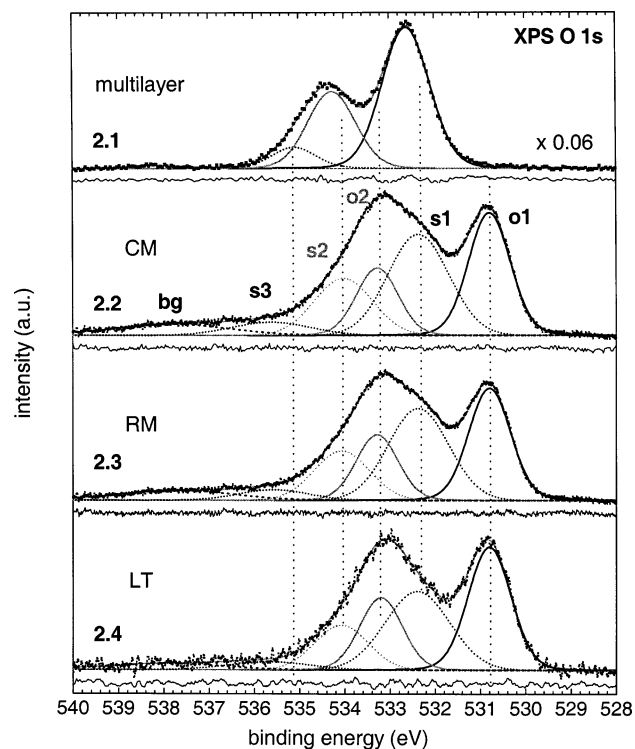 XPS O 1s
multilayer
2.1
x 0.06
o2
s1
o1
CM
s2
s3
2.2
bg
RM
2.3
LT
2.4
intensity (a.u.)
540 539 538 537 536 535 534 533 532 531 530 529 528
binding energy (eV)